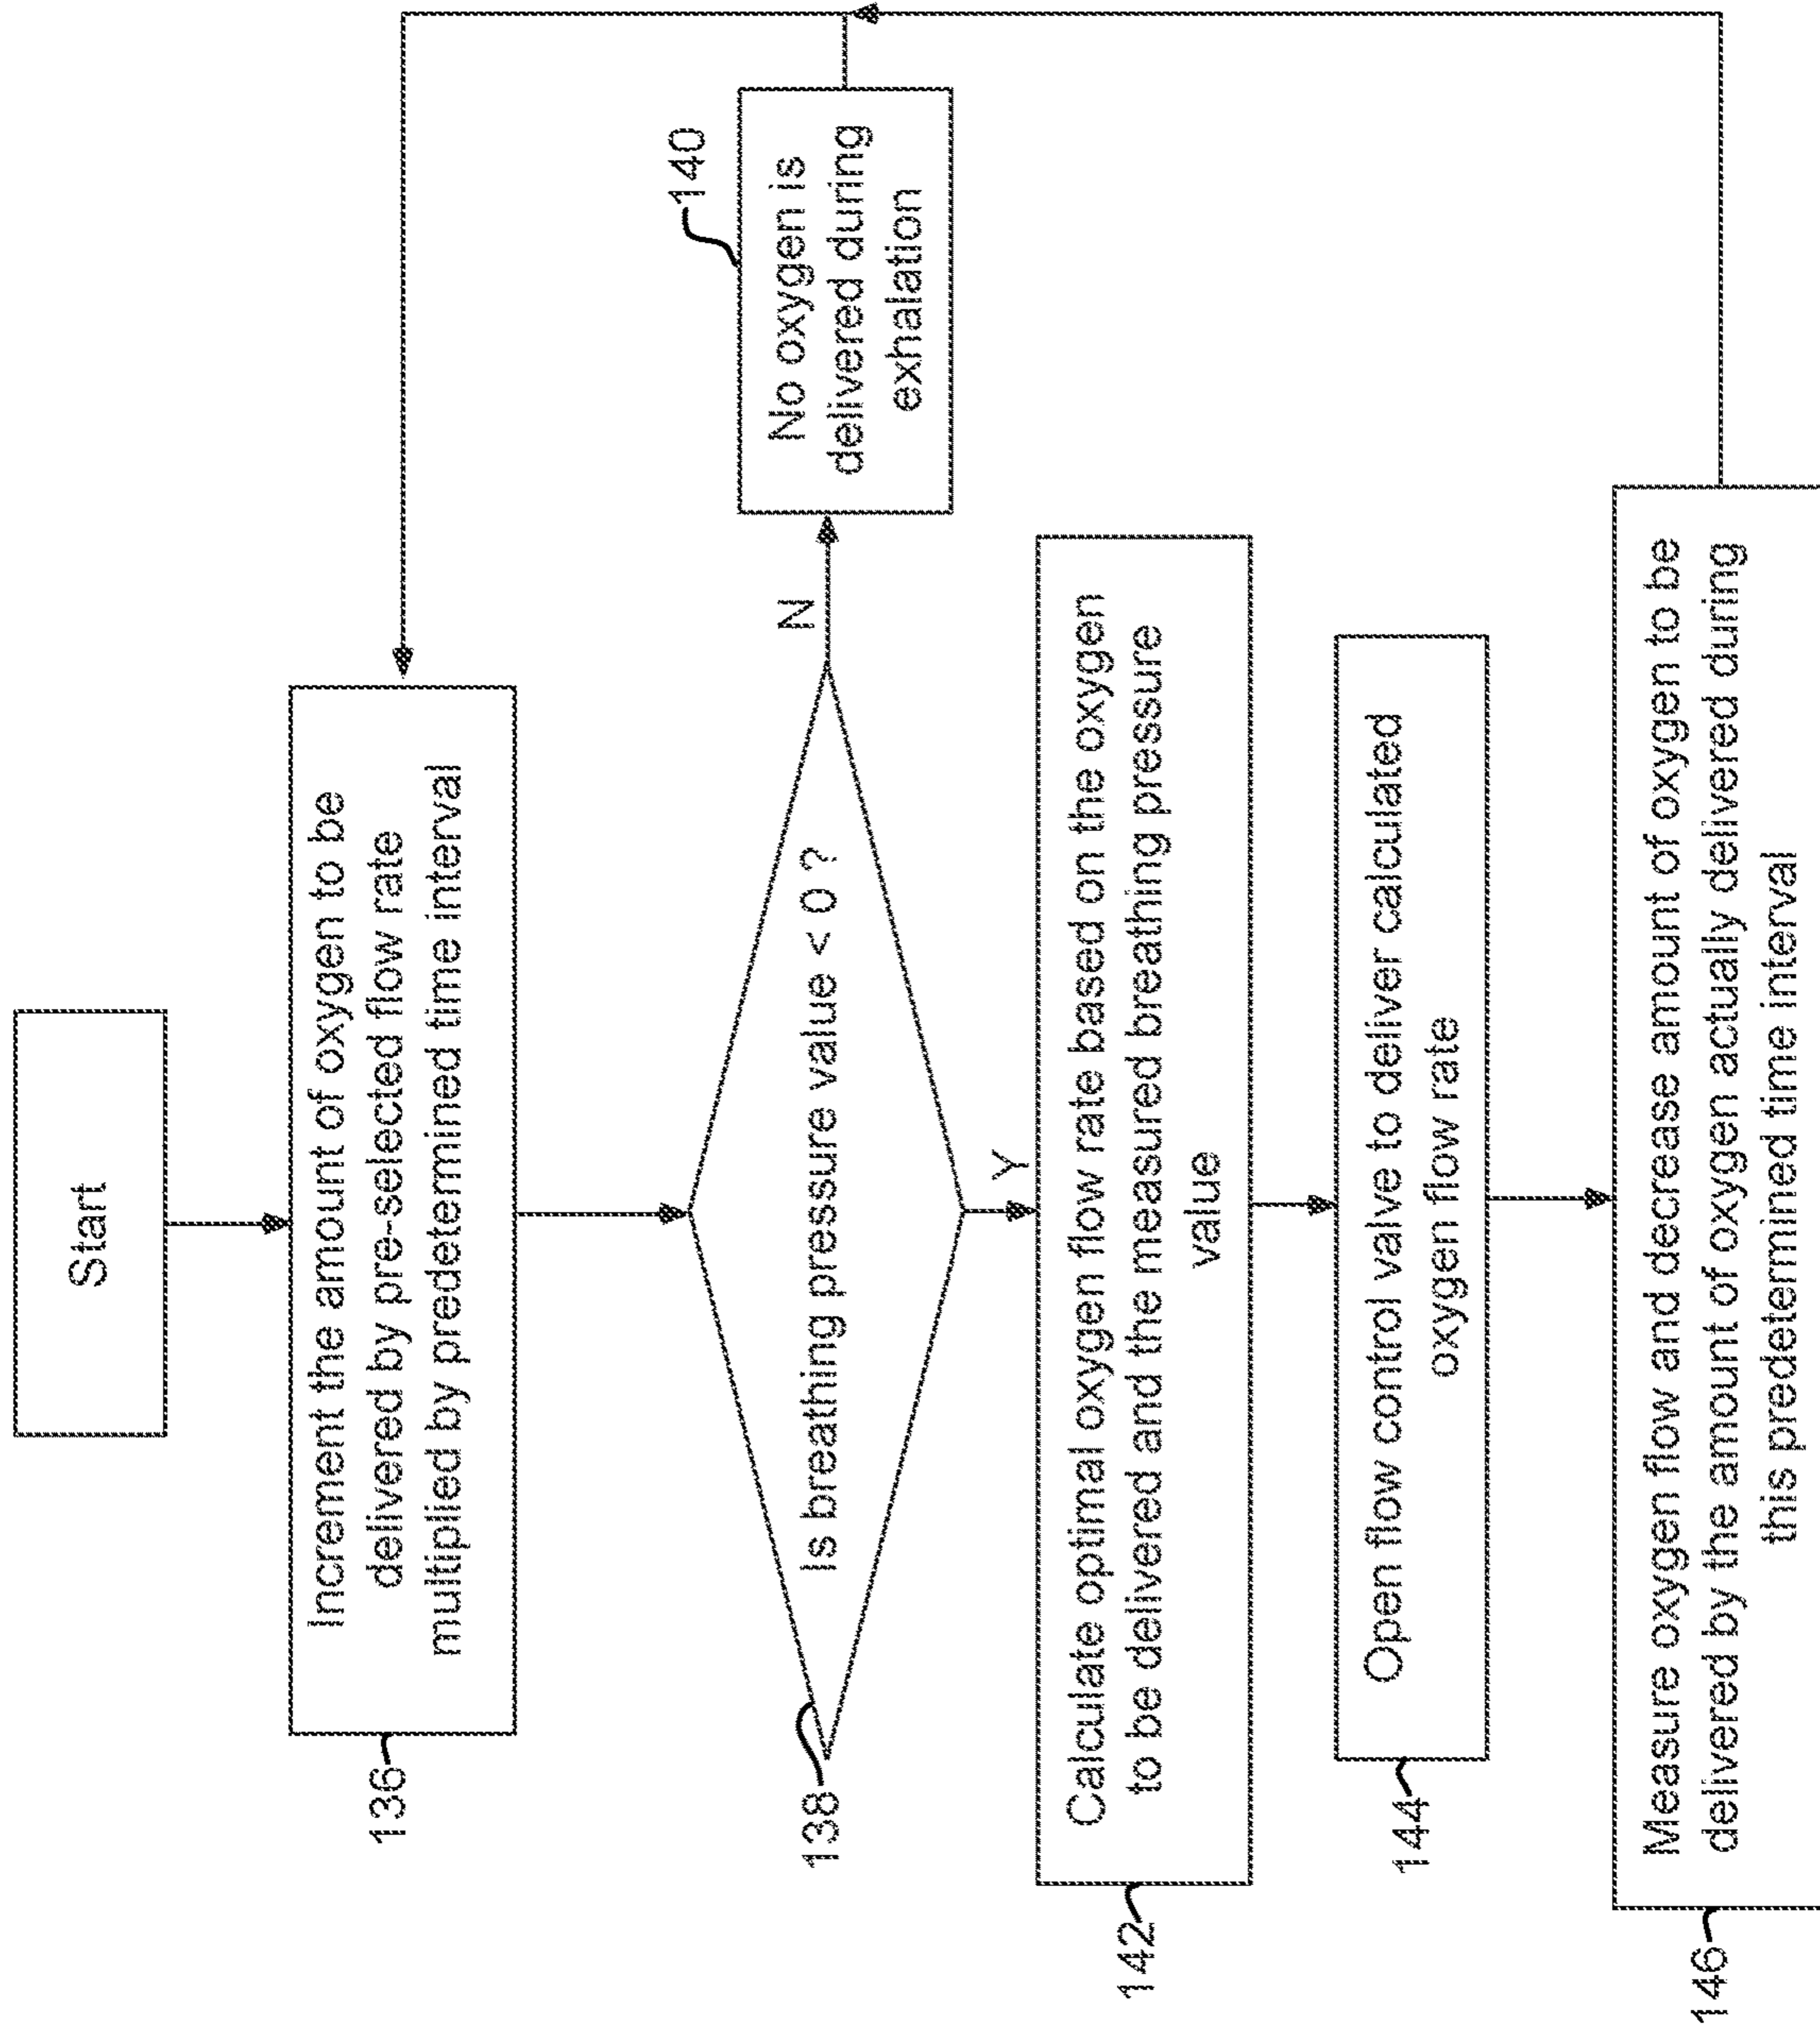 Start
136
Increment the amount of oxygen to be
delivered by pre-selected flow rate
multiplied by predetermined time interval
138
Is breathing pressure value < 0 ?
N
140
No oxygen is
delivered during
exhalation
Y
142
Calculate optimal oxygen flow rate based on the oxygen
to be delivered and the measured breathing pressure
value
144
Open flow control valve to deliver calculated
oxygen flow rate
146
Measure oxygen flow and decrease amount of oxygen to be
delivered by the amount of oxygen actually delivered during
this predetermined time interval